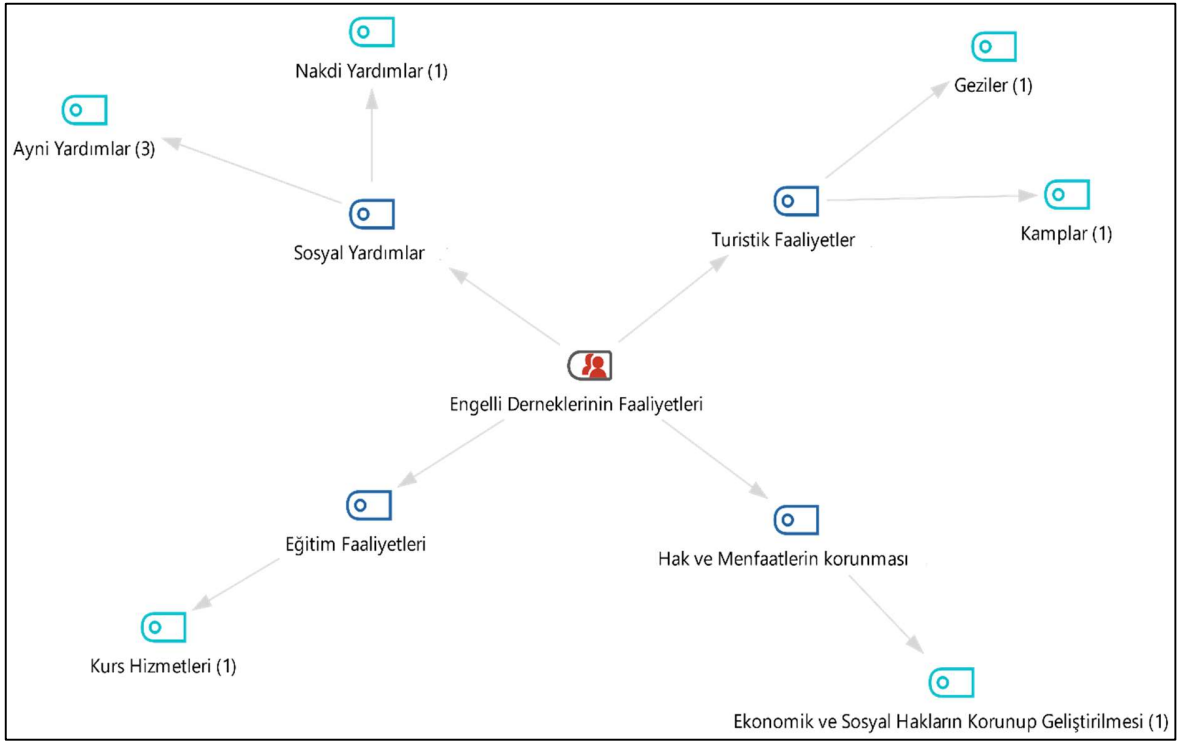 Nakdi Yardımlar (1)
Geziler (1)
Ayni Yardımlar (3)
Kamplar (1)
Turistik Faaliyetler
Sosyal Yardımlar
Engelli Derneklerinin Faaliyetleri
Eğitim Faaliyetleri
Hak ve Menfaatlerin korunması
Kurs Hizmetleri (1)
Ekonomik ve Sosyal Hakların Korunup Geliştirilmesi (1)